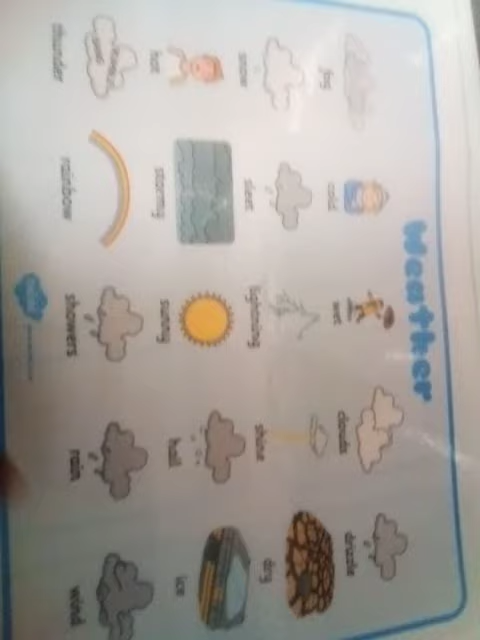 Weather
fog cold wet clouds drizzle
snow sleet lightning shine dry
hot stormy sunny hail ice
thunder rainbow showers rain wind